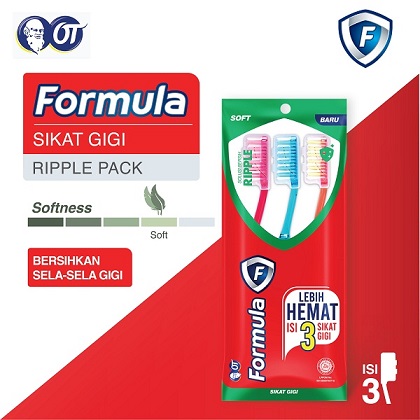 OT
F
Formula
SIKAT GIGI
RIPPLE PACK
Softness
Soft
BERSIHKAN
SELA-SELA GIGI
SOFT
BARU
RIPPLE
F
Formula
LEBIH
HEMAT
ISI 3 SIKAT
GIGI
OT
SIKAT GIGI
ISI
3